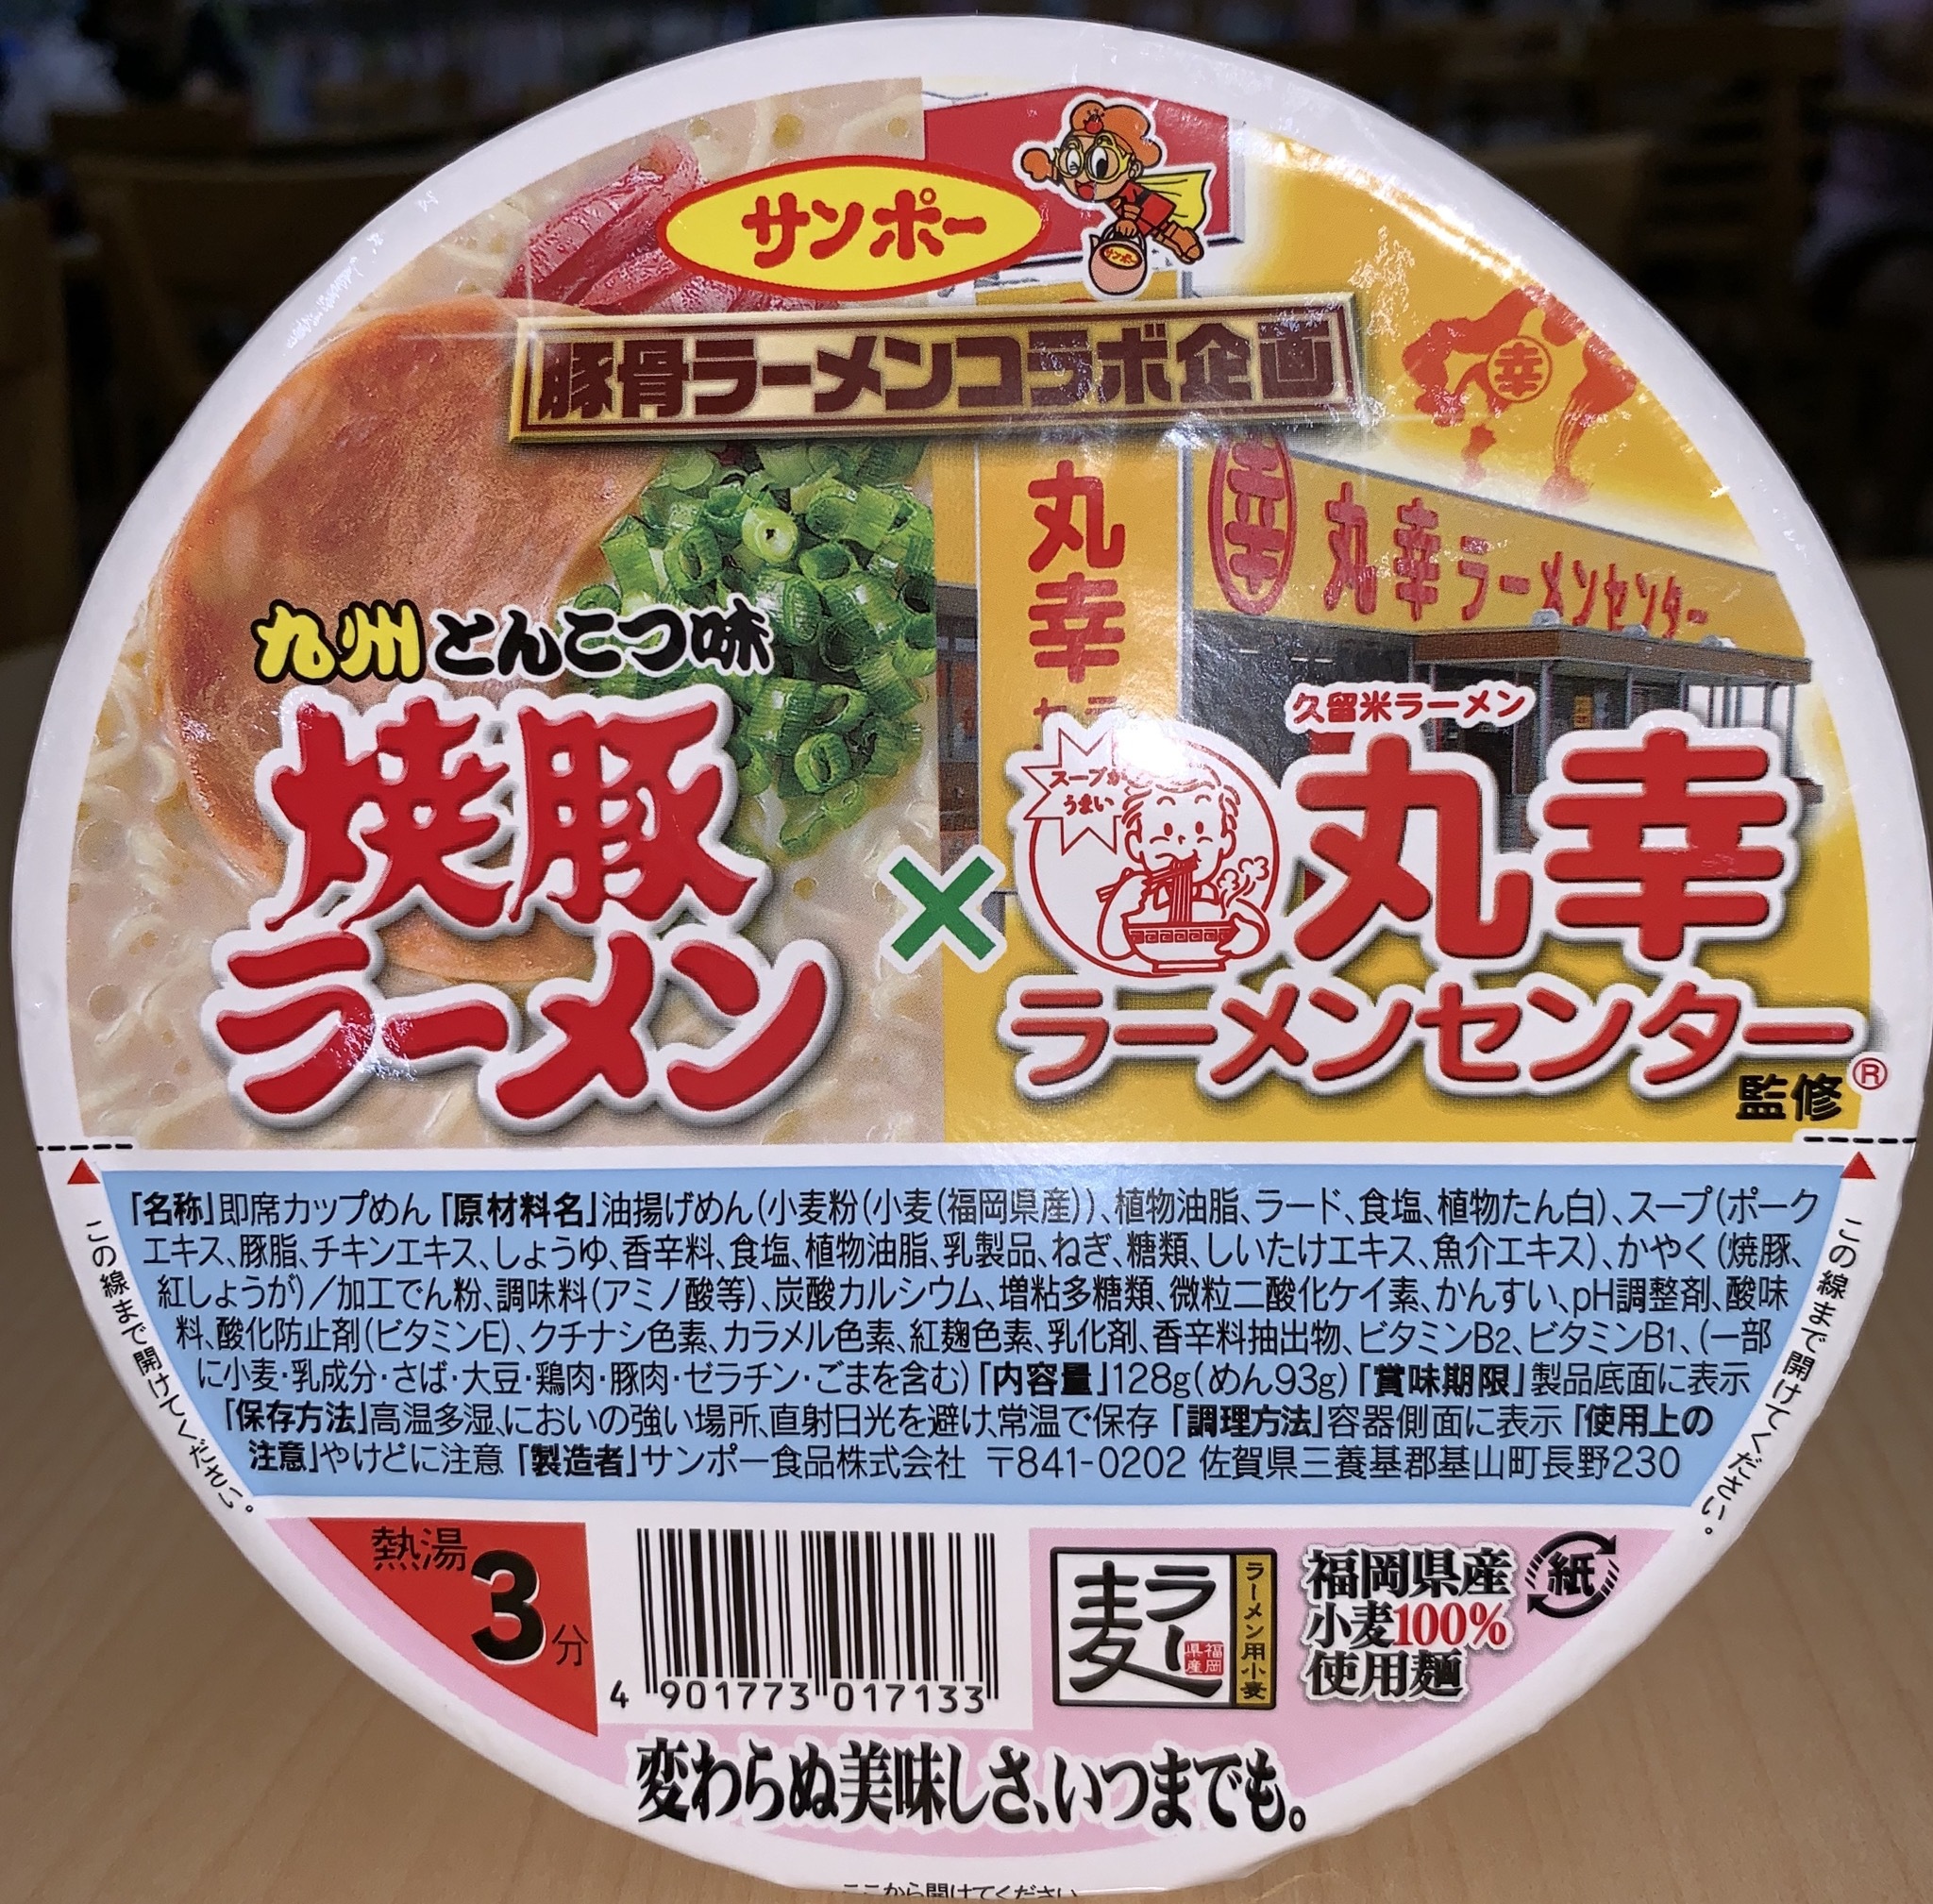 サンポー
サンポー
豚骨ラーメンコラボ企画
幸
丸幸
幸 丸幸ラーメンセンター
九州とんこつ味
焼豚
ラーメン
×
スープが
うまい
久留米ラーメン
丸幸
ラーメンセンター®
監修
この線まで開けてください。
「名称」即席カップめん「原材料名」油揚げめん(小麦粉(小麦(福岡県産))、植物油脂、ラード、食塩、植物たん白)、スープ(ポーク
エキス、豚脂、チキンエキス、しょうゆ、香辛料、食塩、植物油脂、乳製品、ねぎ、糖類、しいたけエキス、魚介エキス)、かやく(焼豚、
紅しょうが)/加工でん粉、調味料(アミノ酸等)、炭酸カルシウム、増粘多糖類、微粒二酸化ケイ素、かんすい、pH調整剤、酸味
料、酸化防止剤(ビタミンE)、クチナシ色素、カラメル色素、紅麹色素、乳化剤、香辛料抽出物、ビタミンB2、ビタミンB1、(一部
に小麦・乳成分・さば・大豆・鶏肉・豚肉・ゼラチン・ごまを含む)「内容量」128g(めん93g)「賞味期限」製品底面に表示
「保存方法」高温多湿、においの強い場所、直射日光を避け、常温で保存「調理方法」容器側面に表示「使用上の
注意」やけどに注意「製造者」サンポー食品株式会社 〒841-0202 佐賀県三養基郡基山町長野230
この線まで開けてください。
熱湯
3分
4 901773 017133
ラー麦
福岡県産
ラーメン用小麦
福岡県産
小麦100%
使用麺
紙
変わらぬ美味しさ、いつまでも。
ここから開けてください